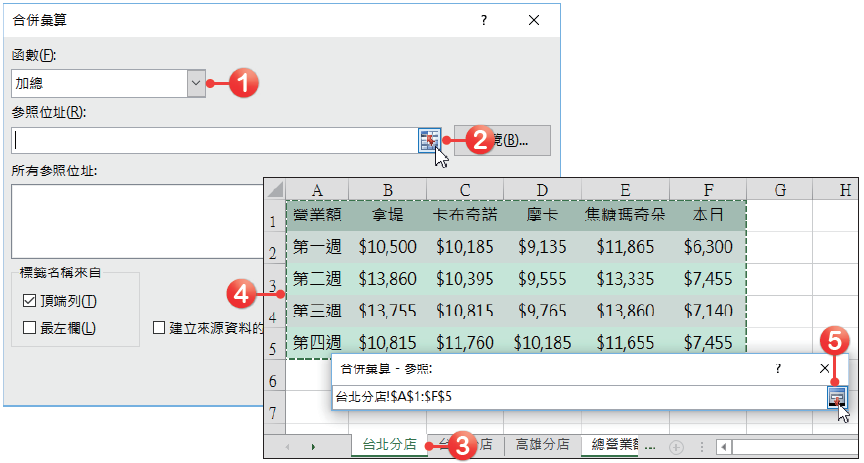 合併彙算 ?
函數(F):
加總 1
參照位址(R):
2 覽(B)...
所有參照位址:
標籤名稱來自
頂端列(T)
最左欄(L)
建立來源資料的
A B C D E F G H
1 營業額 拿堤 卡布奇諾 摩卡 焦糖瑪奇朵 本日
2 第一週 $10,500 $10,185 $9,135 $11,865 $6,300
3 第二週 $13,860 $10,395 $9,555 $13,335 $7,455
4
4 第三週 $13,755 $10,815 $9,765 $13,860 $7,140
5 第四週 $10,815 $11,760 $10,185 $11,655 $7,455
5
6 合併彙算 - 參照: ?
台北分店!$A$1:$F$5
7
台北分店 3 台 店 高雄分店 總營業額 ...